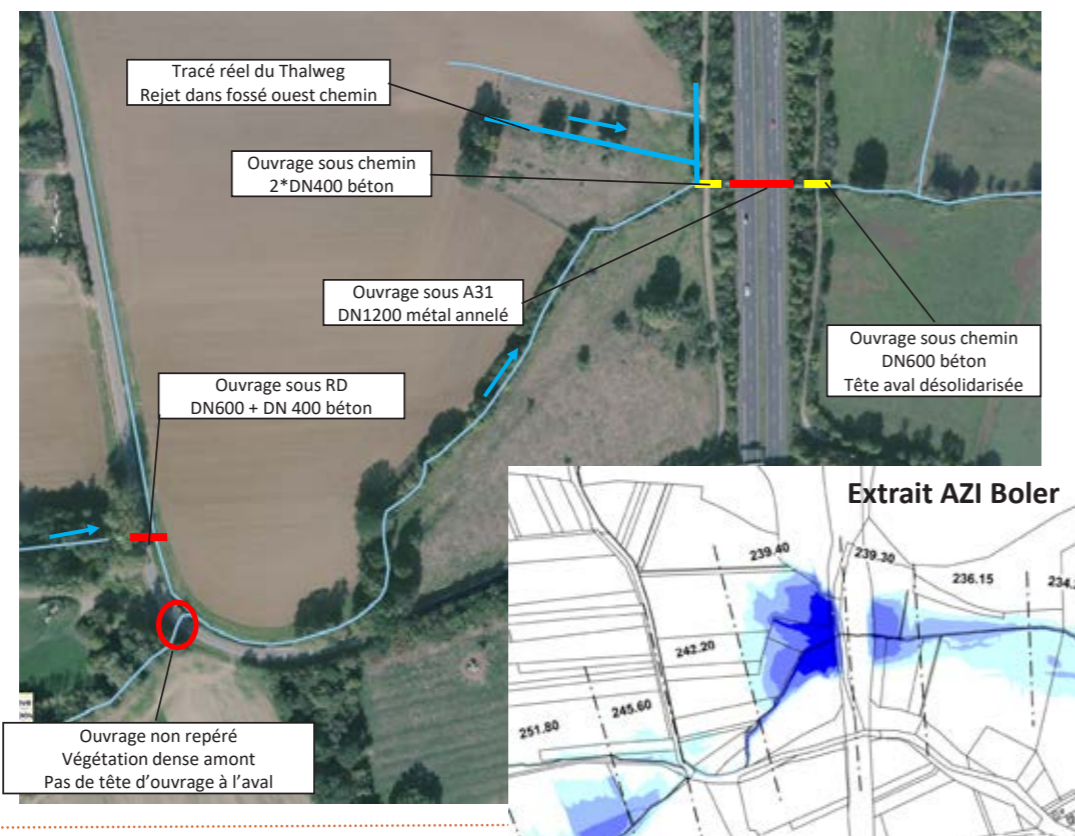 Tracé réel du Thalweg
Rejet dans fossé ouest chemin
Ouvrage sous chemin
2*DN400 béton
Ouvrage sous A31
DN1200 métal annelé
Ouvrage sous chemin
DN600 béton
Tête aval désolidarisée
Ouvrage sous RD
DN600 + DN 400 béton
Extrait AZI Boler
239.40
239.30
236.15
234.
242.20
245.60
251.80
Ouvrage non repéré
Végétation dense amont
Pas de tête d'ouvrage à l'aval